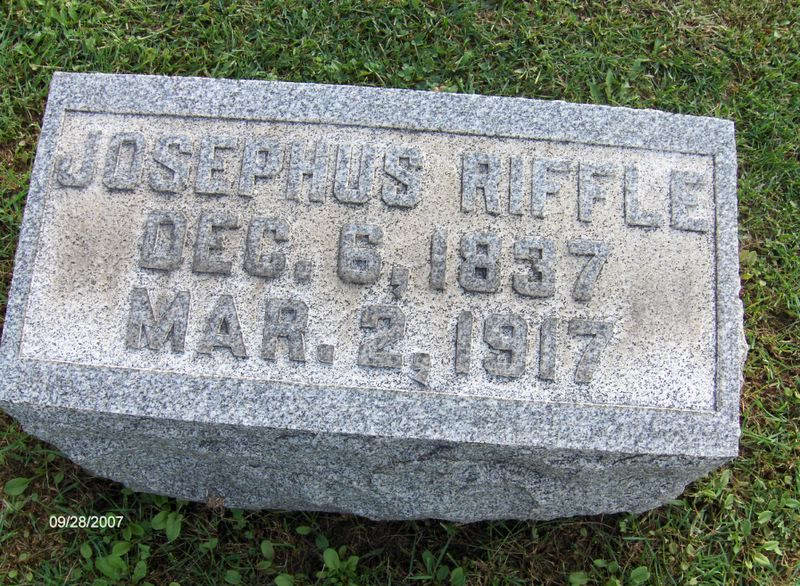 JOSEPHUS RIFFLE
DEC. 6, 1837
MAR. 2, 1917
09/28/2007